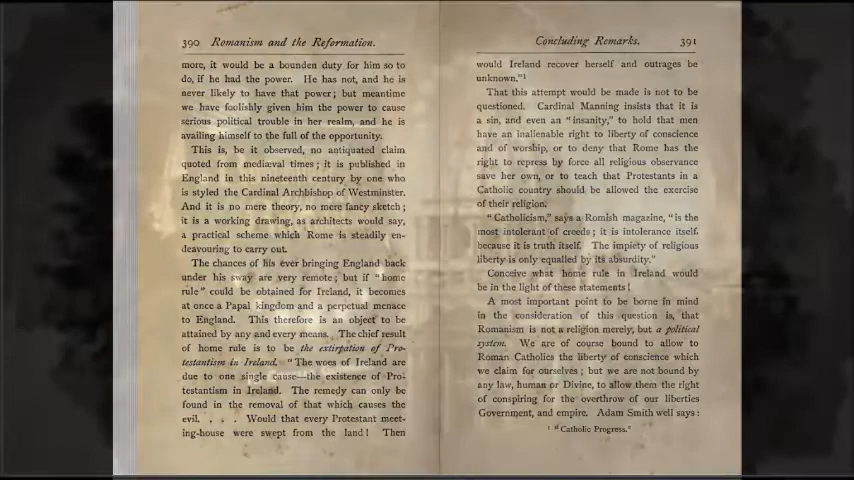 390 Romanism and the Reformation.
more, it would be a bounden duty for him so to
do, if he had the power. He has not, and he is
never likely to have that power; but meantime
we have foolishly given him the power to cause
serious political trouble in her realm, and he is
availing himself to the full of the opportunity.
This is, be it observed, no antiquated claim
quoted from mediæval times; it is published in
England in this nineteenth century by one who
is styled the Cardinal Archbishop of Westminster.
And it is no mere theory, no mere fancy sketch;
it is a working drawing, as architects would say,
a practical scheme which Rome is steadily en-
deavouring to carry out.
The chances of his ever bringing England back
under his sway are very remote; but if "home
rule" could be obtained for Ireland, it becomes
at once a Papal kingdom and a perpetual menace
to England. This therefore is an object to be
attained by any and every means. The chief result
of home rule is to be the extirpation of Pro-
testantism in Ireland. "The woes of Ireland are
due to one single cause—the existence of Pro-
testantism in Ireland. The remedy can only be
found in the removal of that which causes the
evil. . . . Would that every Protestant meet-
ing-house were swept from the land! Then
Concluding Remarks. 391
would Ireland recover herself and outrages be
unknown."1
That this attempt would be made is not to be
questioned. Cardinal Manning insists that it is
a sin, and even an "insanity," to hold that men
have an inalienable right to liberty of conscience
and of worship, or to deny that Rome has the
right to repress by force all religious observance
save her own, or to teach that Protestants in a
Catholic country should be allowed the exercise
of their religion.
"Catholicism," says a Romish magazine, "is the
most intolerant of creeds; it is intolerance itself,
because it is truth itself. The impiety of religious
liberty is only equalled by its absurdity."
Conceive what home rule in Ireland would
be in the light of these statements!
A most important point to be borne in mind
in the consideration of this question is, that
Romanism is not a religion merely, but a political
system. We are of course bound to allow to
Roman Catholics the liberty of conscience which
we claim for ourselves; but we are not bound by
any law, human or Divine, to allow them the right
of conspiring for the overthrow of our liberties
Government, and empire. Adam Smith well says:
1 "Catholic Progress."